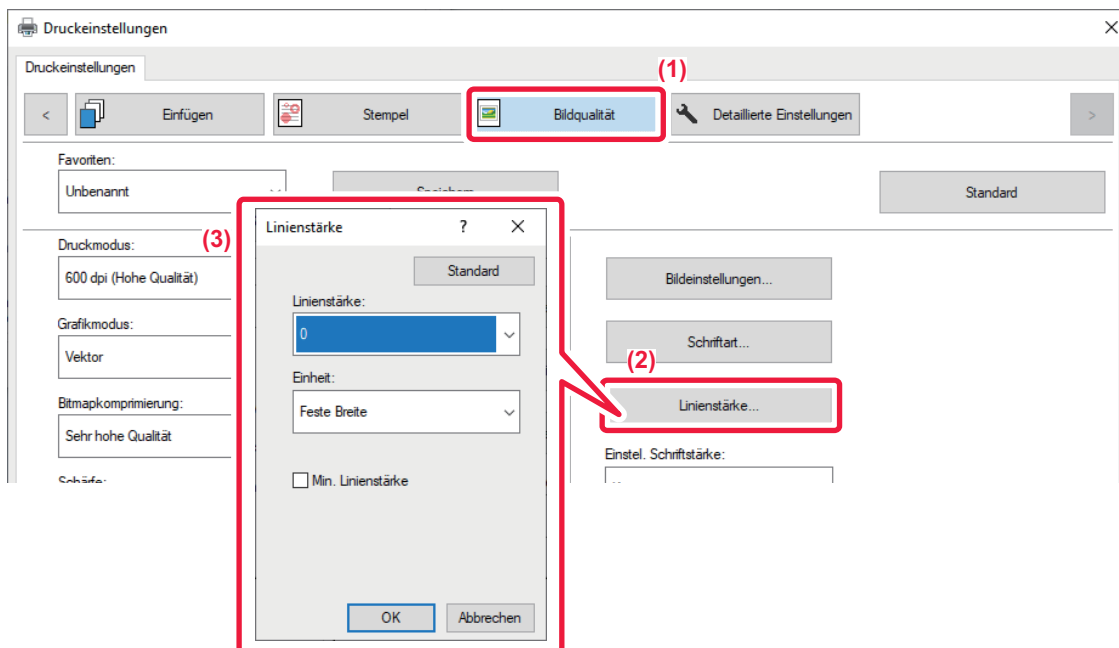 Druckeinstellungen
Druckeinstellungen
(1)
<
Einfügen
Stempel
Bildqualität
Detaillierte Einstellungen
>
Favoriten:
Unbenannt
Standard
Druckmodus:
600 dpi (Hohe Qualität)
Grafikmodus:
Vektor
Bitmapkomprimierung:
Sehr hohe Qualität
Schärfe:
(3)
Linienstärke
?
Standard
Linienstärke:
0
Einheit:
Feste Breite
Min. Linienstärke
OK
Abbrechen
Bildeinstellungen...
Schriftart...
(2)
Linienstärke...
Einstel. Schriftstärke: